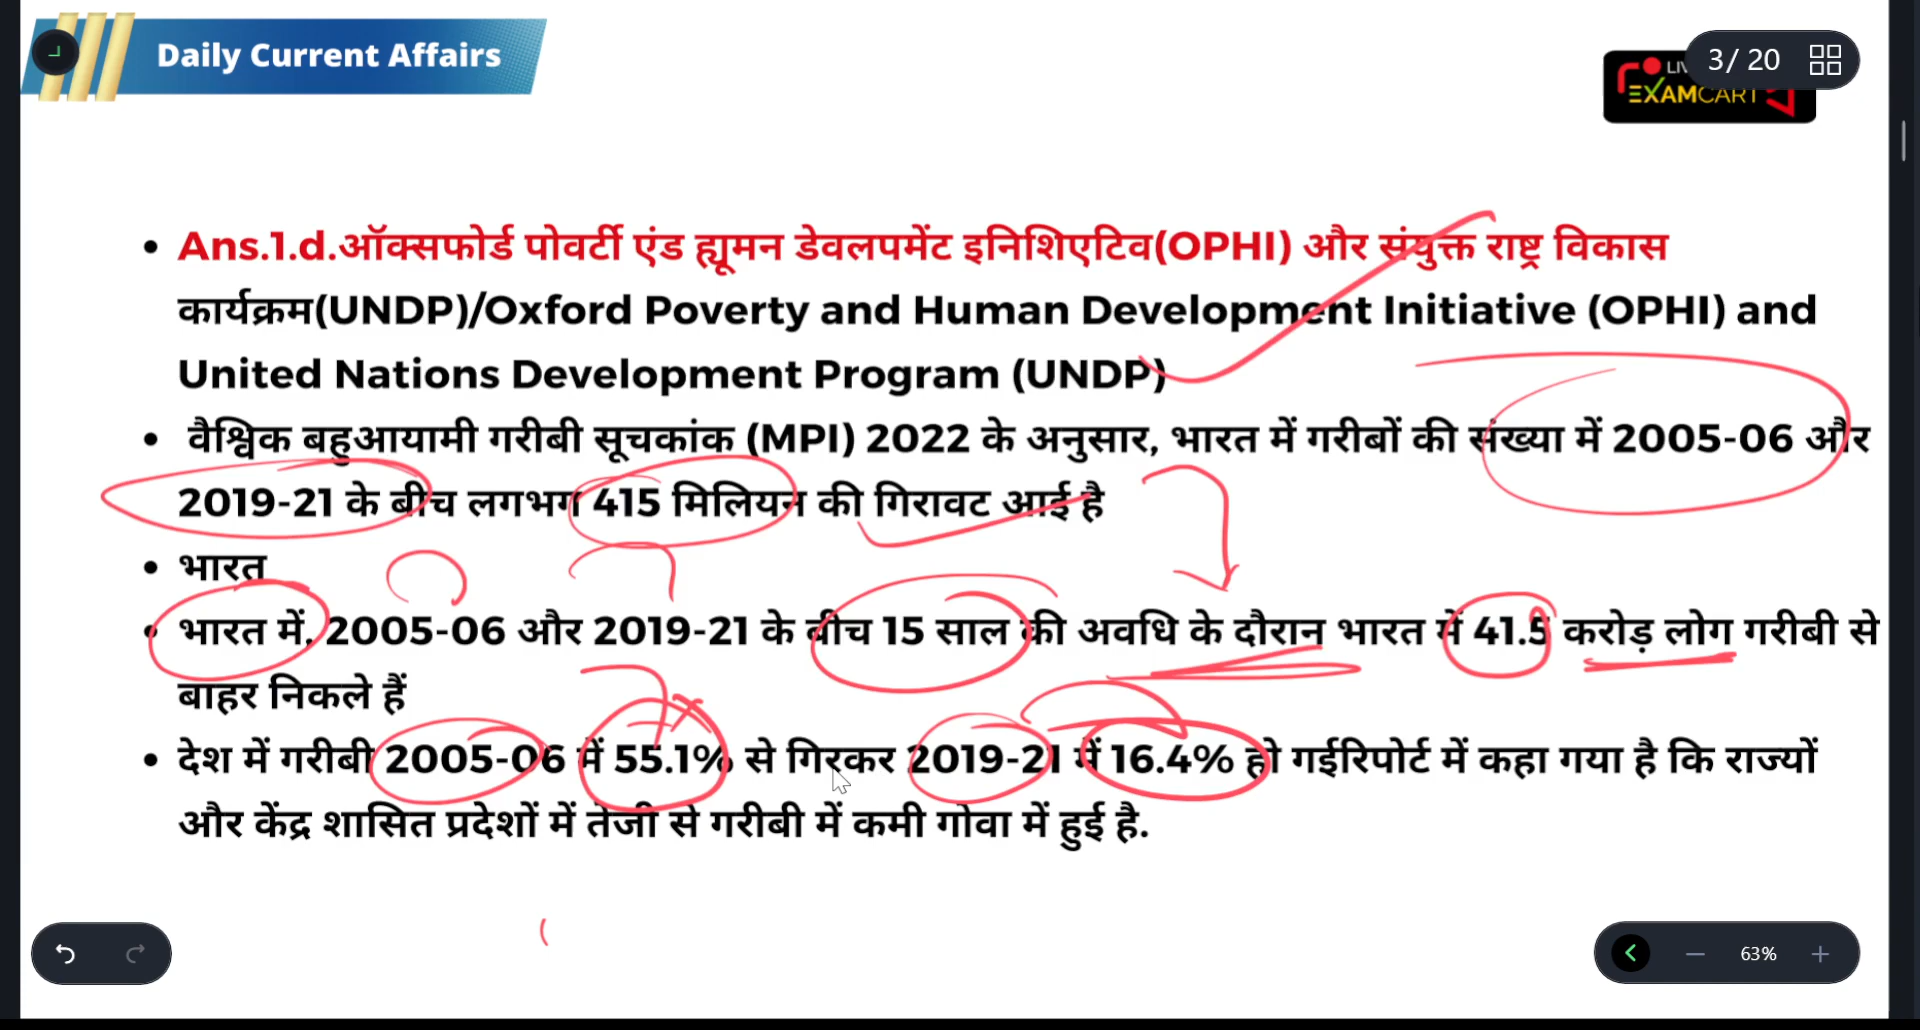 Daily Current Affairs
3/ 20
LIV
EXAMCART
• Ans.1.d.ऑक्सफोर्ड पोवर्टी एंड ह्यूमन डेवलपमेंट इनिशिएटिव(OPHI) और संयुक्त राष्ट्र विकास
कार्यक्रम(UNDP)/Oxford Poverty and Human Development Initiative (OPHI) and
United Nations Development Program (UNDP)
• वैश्विक बहुआयामी गरीबी सूचकांक (MPI) 2022 के अनुसार, भारत में गरीबों की संख्या में 2005-06 और
2019-21 के बीच लगभग 415 मिलियन की गिरावट आई है
• भारत
• भारत में, 2005-06 और 2019-21 के बीच 15 साल की अवधि के दौरान भारत में 41.5 करोड़ लोग गरीबी से
बाहर निकले हैं
• देश में गरीबी 2005-06 में 55.1% से गिरकर 2019-21 में 16.4% हो गईरिपोर्ट में कहा गया है कि राज्यों
और केंद्र शासित प्रदेशों में तेजी से गरीबी में कमी गोवा में हुई है.
63%